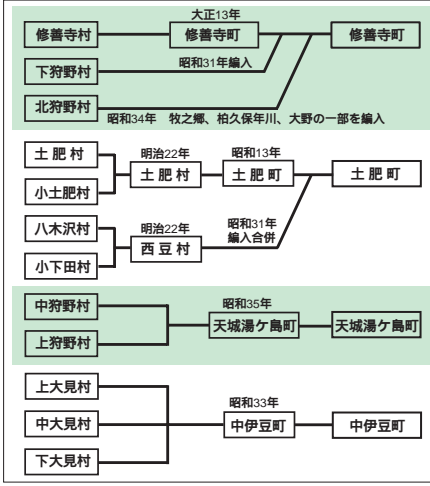 大正13年
修善寺村
修善寺町
修善寺町
下狩野村
昭和31年編入
北狩野村
昭和34年 牧之郷、柏久保年川、大野の一部を編入
土肥村
明治22年
昭和13年
土肥村
土肥町
土肥町
小土肥村
八木沢村
明治22年
昭和31年
編入合併
西豆村
小下田村
中狩野村
昭和35年
天城湯ケ島町
天城湯ケ島町
上狩野村
上大見村
昭和33年
中大見村
中伊豆町
中伊豆町
下大見村